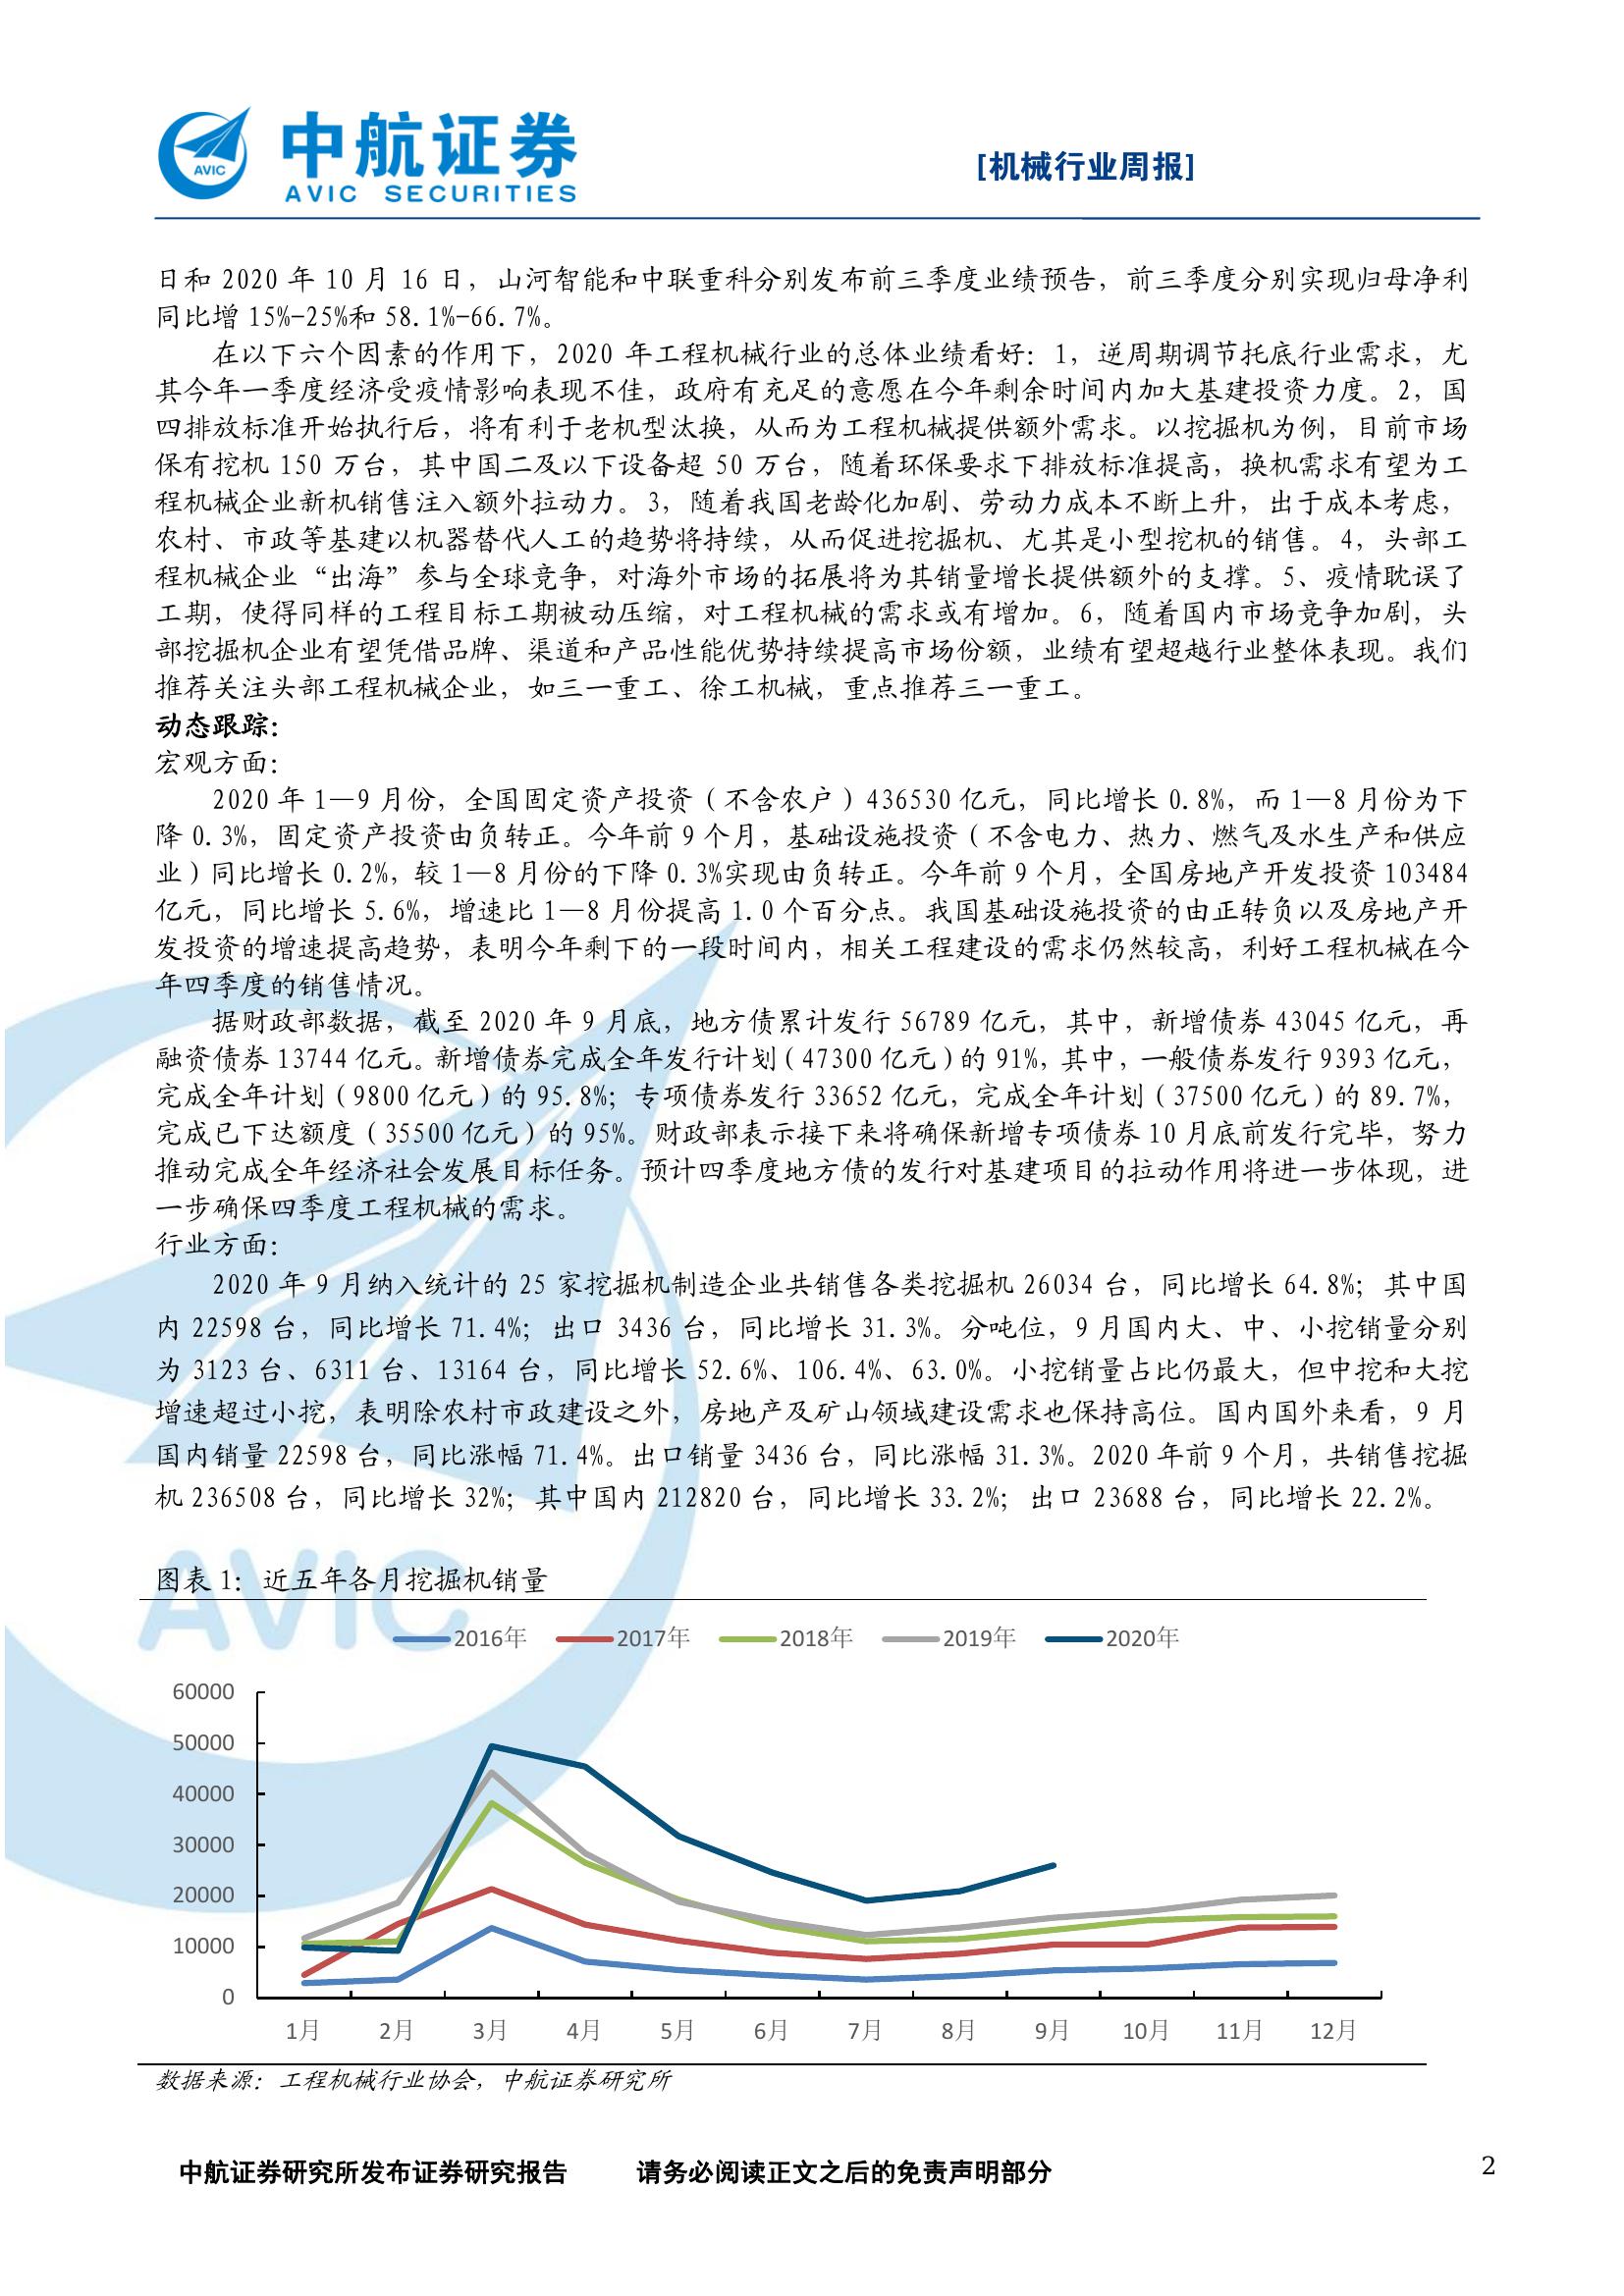 中航证券
AVIC
AVIC SECURITIES
[机械行业周报]
日和 2020 年 10 月 16 日，山河智能和中联重科分别发布前三季度业绩预告，前三季度分别实现归母净利
同比增 15%-25%和 58.1%-66.7%。
在以下六个因素的作用下，2020 年工程机械行业的总体业绩看好：1，逆周期调节托底行业需求，尤
其今年一季度经济受疫情影响表现不佳，政府有充足的意愿在今年剩余时间内加大基建投资力度。2，国
四排放标准开始执行后，将有利于老机型汰换，从而为工程机械提供额外需求。以挖掘机为例，目前市场
保有挖机 150 万台，其中国二及以下设备超 50 万台，随着环保要求下排放标准提高，换机需求有望为工
程机械企业新机销售注入额外拉动力。3，随着我国老龄化加剧、劳动力成本不断上升，出于成本考虑，
农村、市政等基建以机器替代人工的趋势将持续，从而促进挖掘机、尤其是小型挖机的销售。4，头部工
程机械企业“出海”参与全球竞争，对海外市场的拓展将为其销量增长提供额外的支撑。5、疫情耽误了
工期，使得同样的工程目标工期被动压缩，对工程机械的需求或有增加。6，随着国内市场竞争加剧，头
部挖掘机企业有望凭借品牌、渠道和产品性能优势持续提高市场份额，业绩有望超越行业整体表现。我们
推荐关注头部工程机械企业，如三一重工、徐工机械，重点推荐三一重工。
动态跟踪：
宏观方面：
2020 年 1—9 月份，全国固定资产投资（不含农户）436530 亿元，同比增长 0.8%，而 1—8 月份为下
降 0.3%，固定资产投资由负转正。今年前 9 个月，基础设施投资（不含电力、热力、燃气及水生产和供应
业）同比增长 0.2%，较 1—8 月份的下降 0.3%实现由负转正。今年前 9 个月，全国房地产开发投资 103484
亿元，同比增长 5.6%，增速比 1—8 月份提高 1.0 个百分点。我国基础设施投资的由正转负以及房地产开
发投资的增速提高趋势，表明今年剩下的一段时间内，相关工程建设的需求仍然较高，利好工程机械在今
年四季度的销售情况。
据财政部数据，截至 2020 年 9 月底，地方债累计发行 56789 亿元，其中，新增债券 43045 亿元，再
融资债券 13744 亿元。新增债券完成全年发行计划（47300 亿元）的 91%，其中，一般债券发行 9393 亿元，
完成全年计划（9800 亿元）的 95.8%；专项债券发行 33652 亿元，完成全年计划（37500 亿元）的 89.7%，
完成已下达额度（35500 亿元）的 95%。财政部表示接下来将确保新增专项债券 10 月底前发行完毕，努力
推动完成全年经济社会发展目标任务。预计四季度地方债的发行对基建项目的拉动作用将进一步体现，进
一步确保四季度工程机械的需求。
行业方面：
2020 年 9 月纳入统计的 25 家挖掘机制造企业共销售各类挖掘机 26034 台，同比增长 64.8%；其中国
内 22598 台，同比增长 71.4%；出口 3436 台，同比增长 31.3%。分吨位，9 月国内大、中、小挖销量分别
为 3123 台、6311 台、13164 台，同比增长 52.6%、106.4%、63.0%。小挖销量占比仍最大，但中挖和大挖
增速超过小挖，表明除农村市政建设之外，房地产及矿山领域建设需求也保持高位。国内国外来看，9 月
国内销量 22598 台，同比涨幅 71.4%。出口销量 3436 台，同比涨幅 31.3%。2020 年前 9 个月，共销售挖掘
机 236508 台，同比增长 32%；其中国内 212820 台，同比增长 33.2%；出口 23688 台，同比增长 22.2%。
AVIC
图表 1：近五年各月挖掘机销量
2016年 2017年 2018年 2019年 2020年
60000
50000
40000
30000
20000
10000
0
1月 2月 3月 4月 5月 6月 7月 8月 9月 10月 11月 12月
数据来源：工程机械行业协会，中航证券研究所
中航证券研究所发布证券研究报告 请务必阅读正文之后的免责声明部分
2